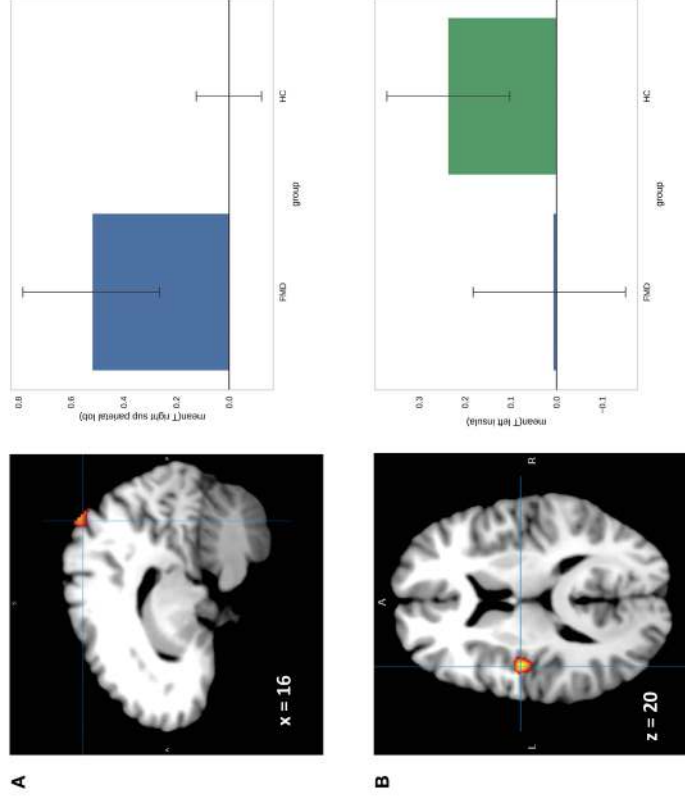 A
x = 16
S
A
P
mean(T right sup parietal lob)
0.8
0.6
0.4
0.2
0.0
FMD
HC
group
B
z = 20
A
L
R
mean(T left insula)
0.3
0.2
0.1
0.0
−0.1
FMD
HC
group